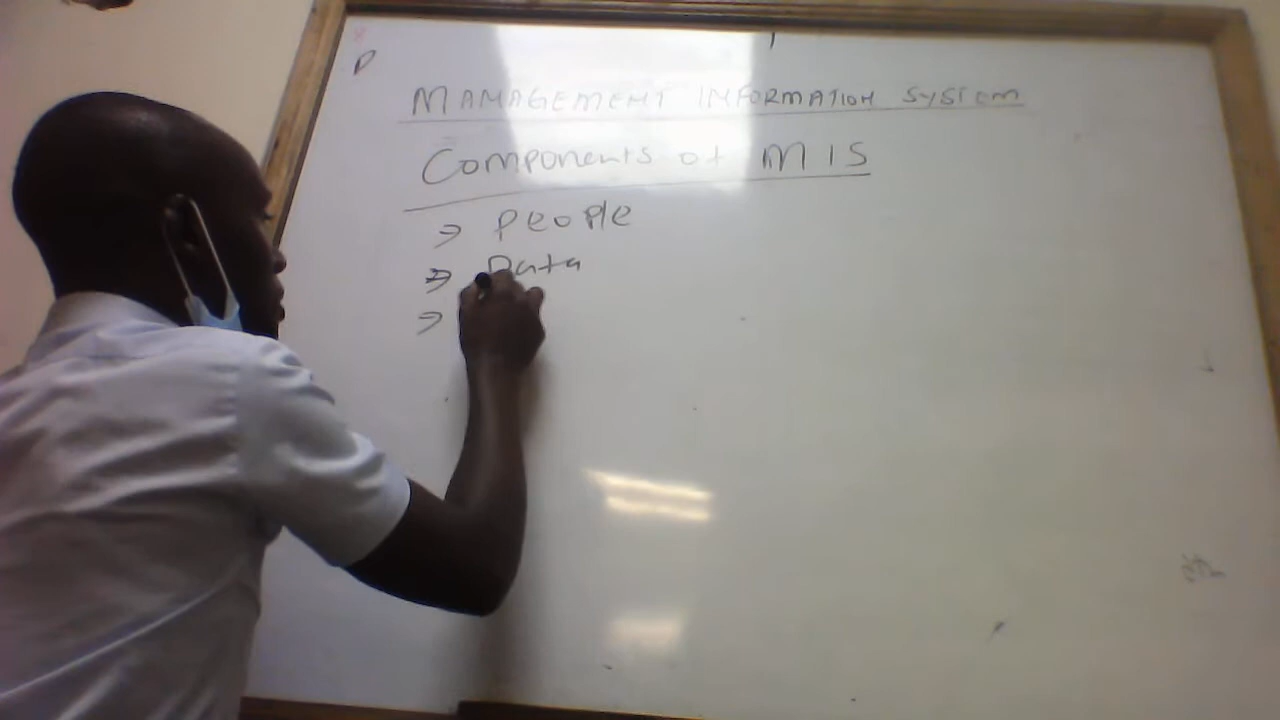 MANAGEMENT INFORMATION SYSTEM
Components of MIS
→ People
→ Data
→